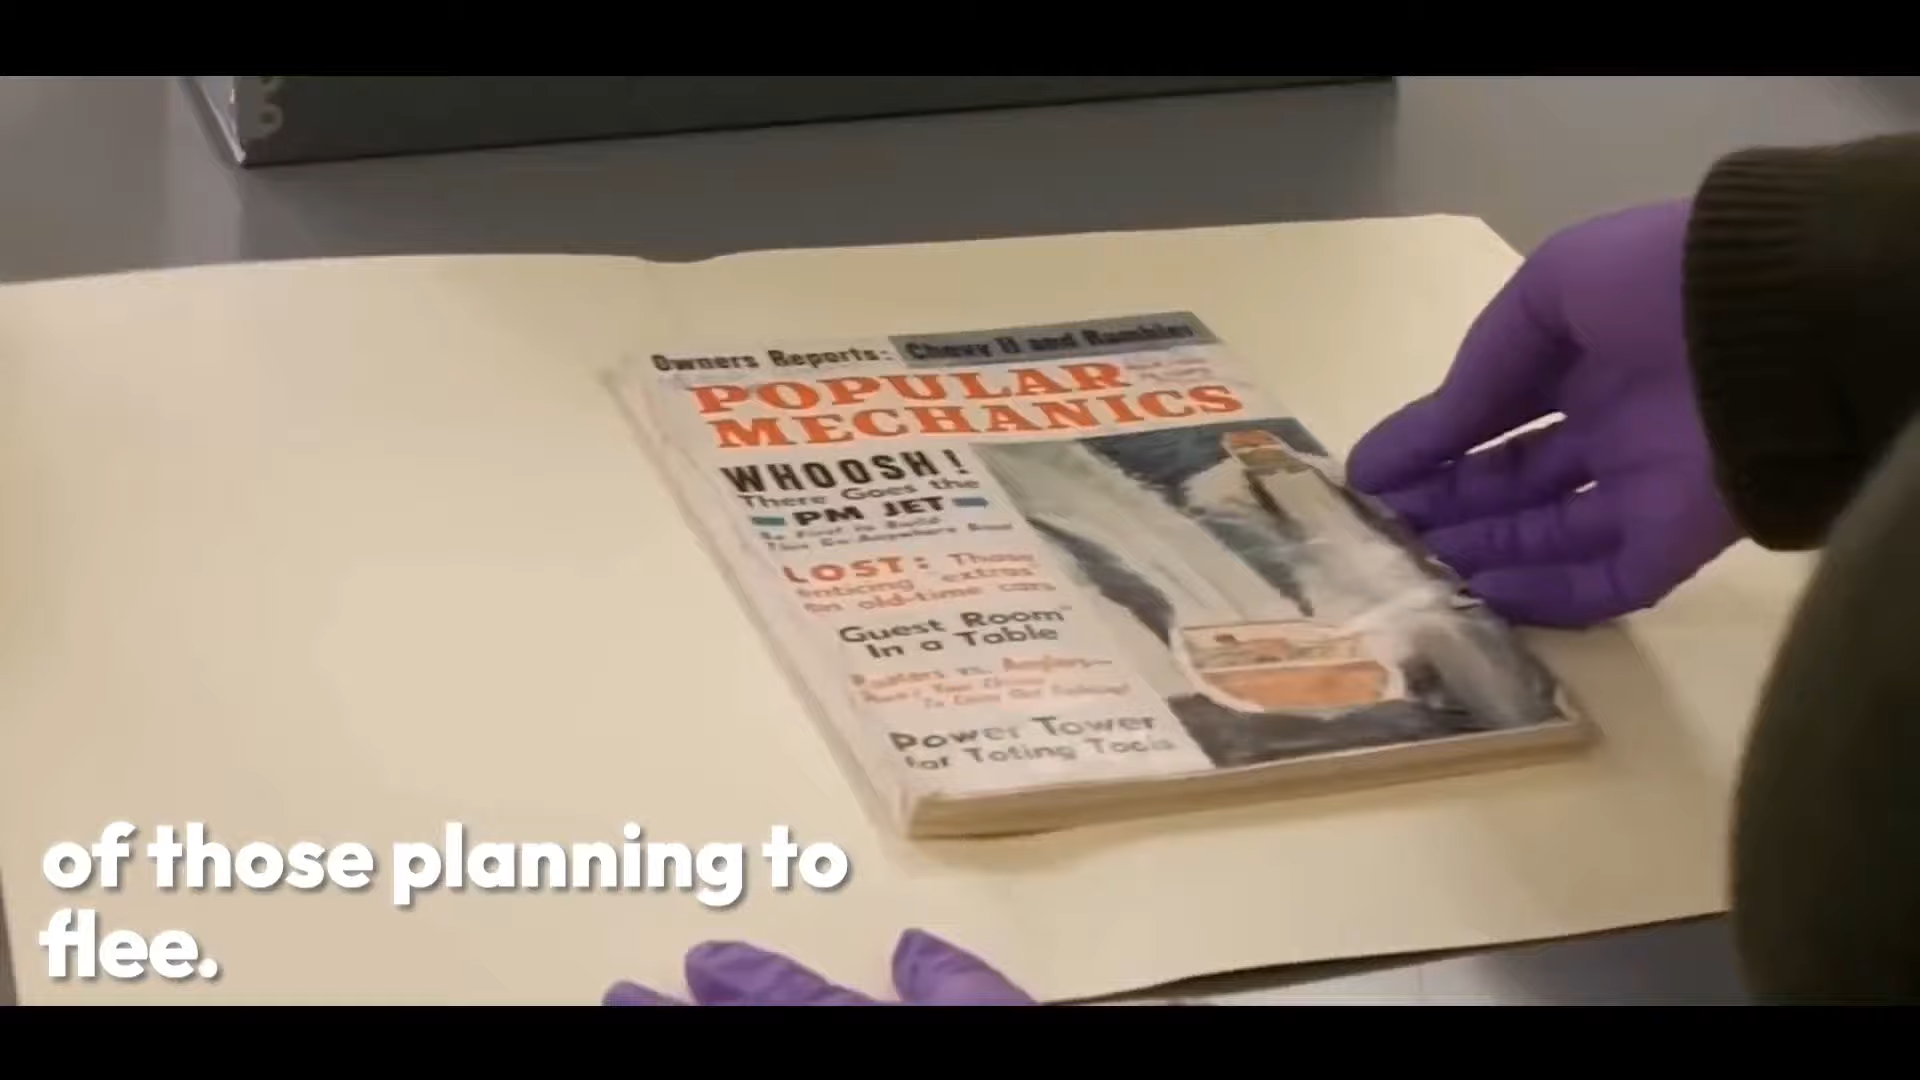 Owners Reports: Chevy II and Rambler
POPULAR
MECHANICS
WHOOSH!
There Goes the
PM JET
LOST: Those
enticing "extras"
on old-time cars
Guest Room
In a Table
Power Tower
for Toting Tools
of those planning to
flee.